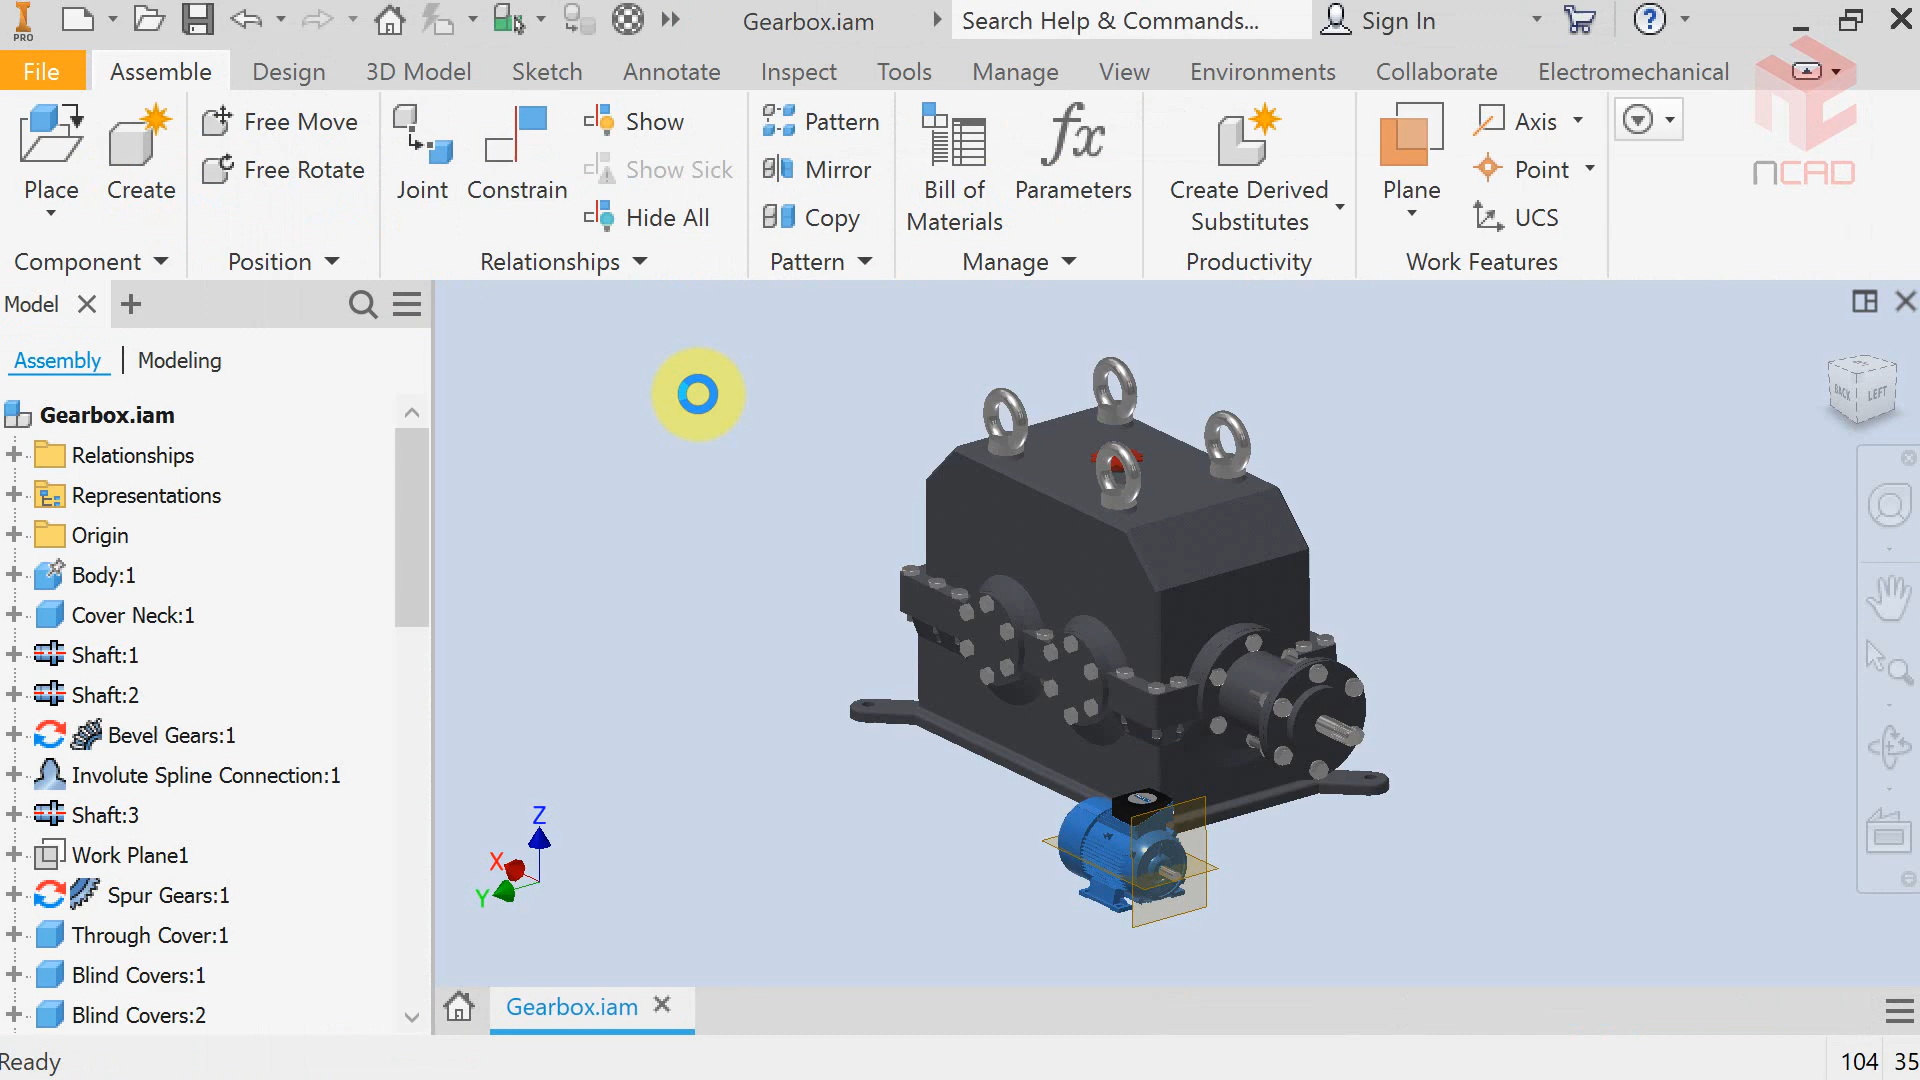 PRO
Gearbox.iam
Search Help & Commands...
Sign In
File
Assemble
Design
3D Model
Sketch
Annotate
Inspect
Tools
Manage
View
Environments
Collaborate
Electromechanical
Place
Create
Free Move
Free Rotate
Joint
Constrain
Show
Show Sick
Hide All
Pattern
Mirror
Copy
Bill of
Materials
fx
Parameters
Create Derived
Substitutes
Plane
Axis
Point
UCS
NCAD
Component
Position
Relationships
Pattern
Manage
Productivity
Work Features
Model
Assembly
Modeling
Gearbox.iam
Relationships
Representations
Origin
Body:1
Cover Neck:1
Shaft:1
Shaft:2
Bevel Gears:1
Involute Spline Connection:1
Shaft:3
Work Plane1
Spur Gears:1
Through Cover:1
Blind Covers:1
Blind Covers:2
BACK
LEFT
Z
X
Y
Gearbox.iam
Ready
104
35